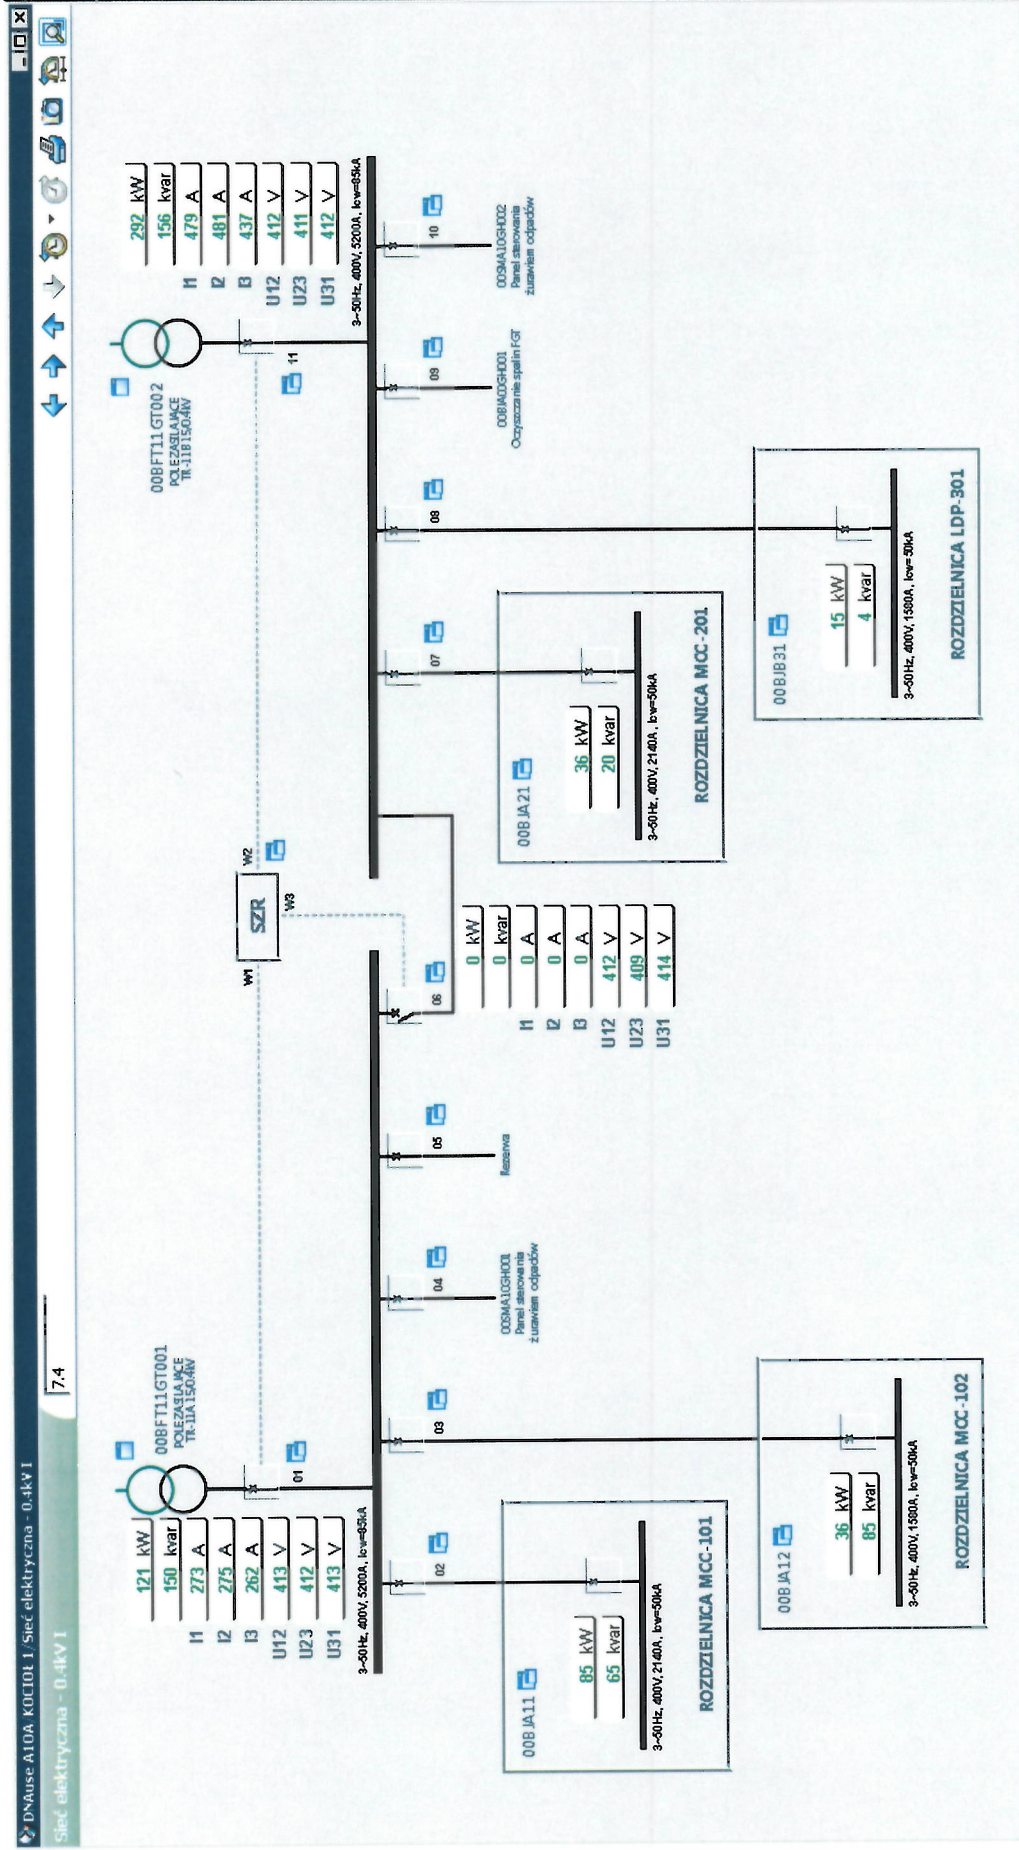 DNAuse A10A KOCIOŁ 1/Sieć elektryczna - 0.4kV I
Sieć elektryczna - 0.4kV I
7.4
121 kW
150 kvar
I1 273 A
I2 275 A
I3 262 A
U12 413 V
U23 412 V
U31 413 V
3~50Hz, 400V, 5200A, Icw=85kA
00BFT11GT001
POLE ZASILAJĄCE
TR-11A 15/0.4kV
01
W1
SZR
W2
W3
00BFT11GT002
POLE ZASILAJĄCE
TR-11B 15/0.4kV
11
292 kW
156 kvar
I1 479 A
I2 481 A
I3 437 A
U12 412 V
U23 411 V
U31 412 V
3~50Hz, 400V, 5200A, Icw=85kA
02
03
04
05
06
07
08
09
10
00SMA10GH001
Panel sterowania
żurawiem odpadów
Rezerwa
0 kW
0 kvar
I1 0 A
I2 0 A
I3 0 A
U12 412 V
U23 409 V
U31 414 V
00BJA00GH001
Oczyszczanie spalin FGT
00SMA10GH002
Panel sterowania
żurawiem odpadów
00BJA11
85 kW
65 kvar
3~50Hz, 400V, 2140A, Icw=50kA
ROZDZIELNICA MCC-101
00BJA12
36 kW
85 kvar
3~50Hz, 400V, 1580A, Icw=50kA
ROZDZIELNICA MCC-102
00BJA21
36 kW
20 kvar
3~50Hz, 400V, 2140A, Icw=50kA
ROZDZIELNICA MCC-201
00BJB31
15 kW
4 kvar
3~50Hz, 400V, 1580A, Icw=50kA
ROZDZIELNICA LDP-301